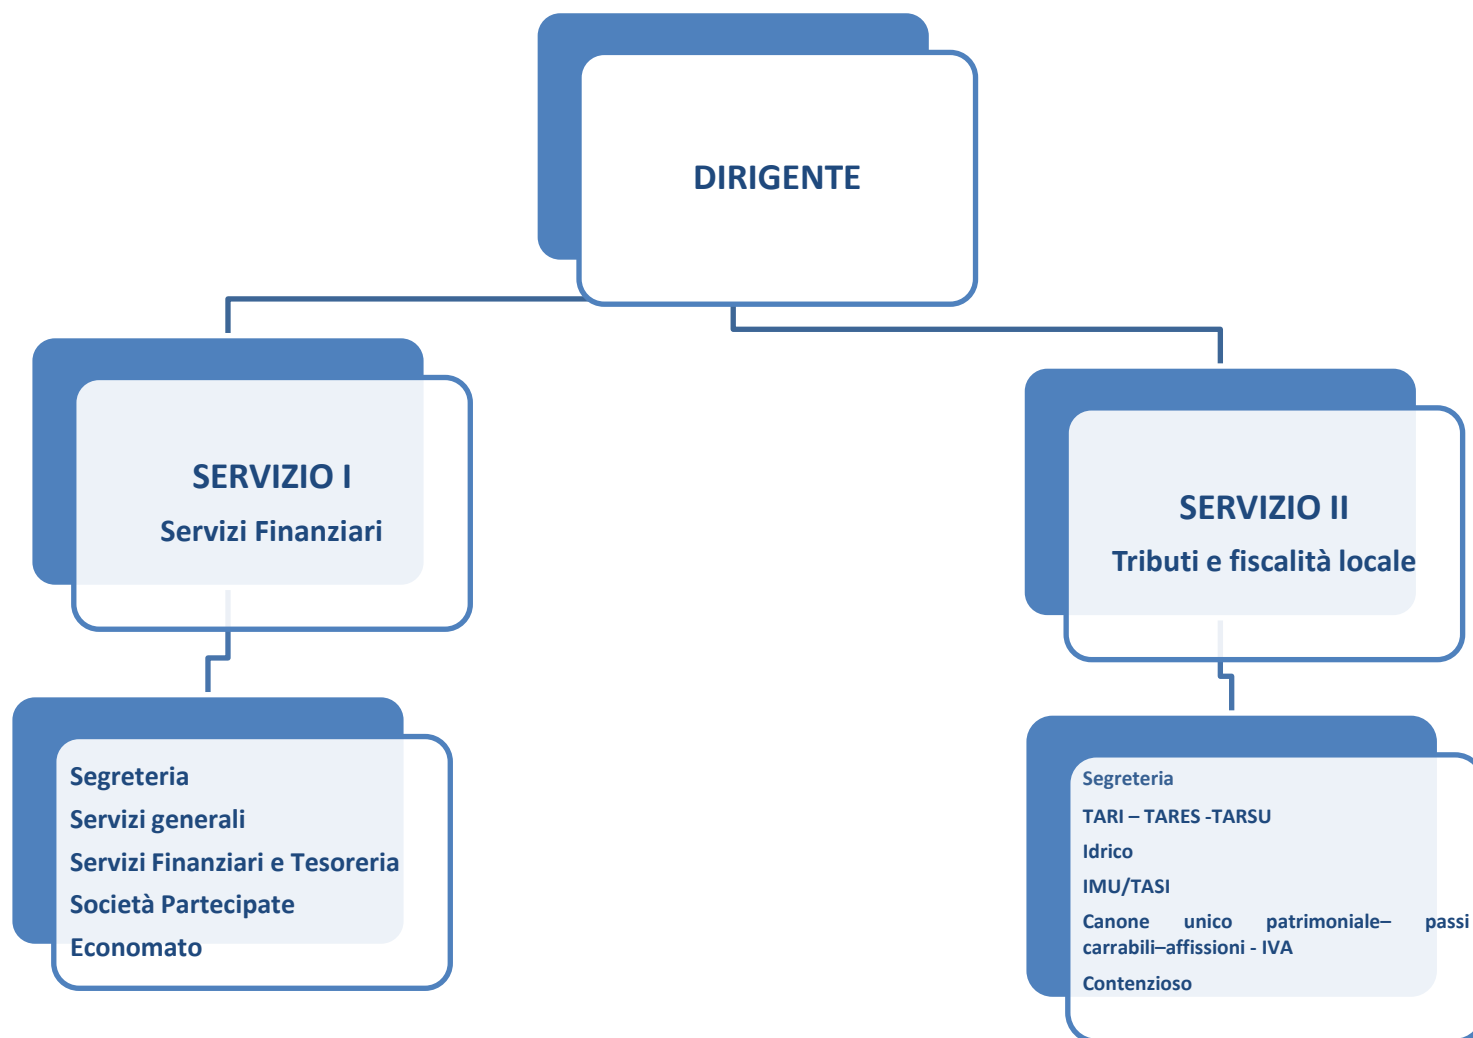 DIRIGENTE
SERVIZIO I
Servizi Finanziari
Segreteria
Servizi generali
Servizi Finanziari e Tesoreria
Società Partecipate
Economato
SERVIZIO II
Tributi e fiscalità locale
Segreteria
TARI – TARES -TARSU
Idrico
IMU/TASI
Canone unico patrimoniale– passi
carrabili–affissioni - IVA
Contenzioso